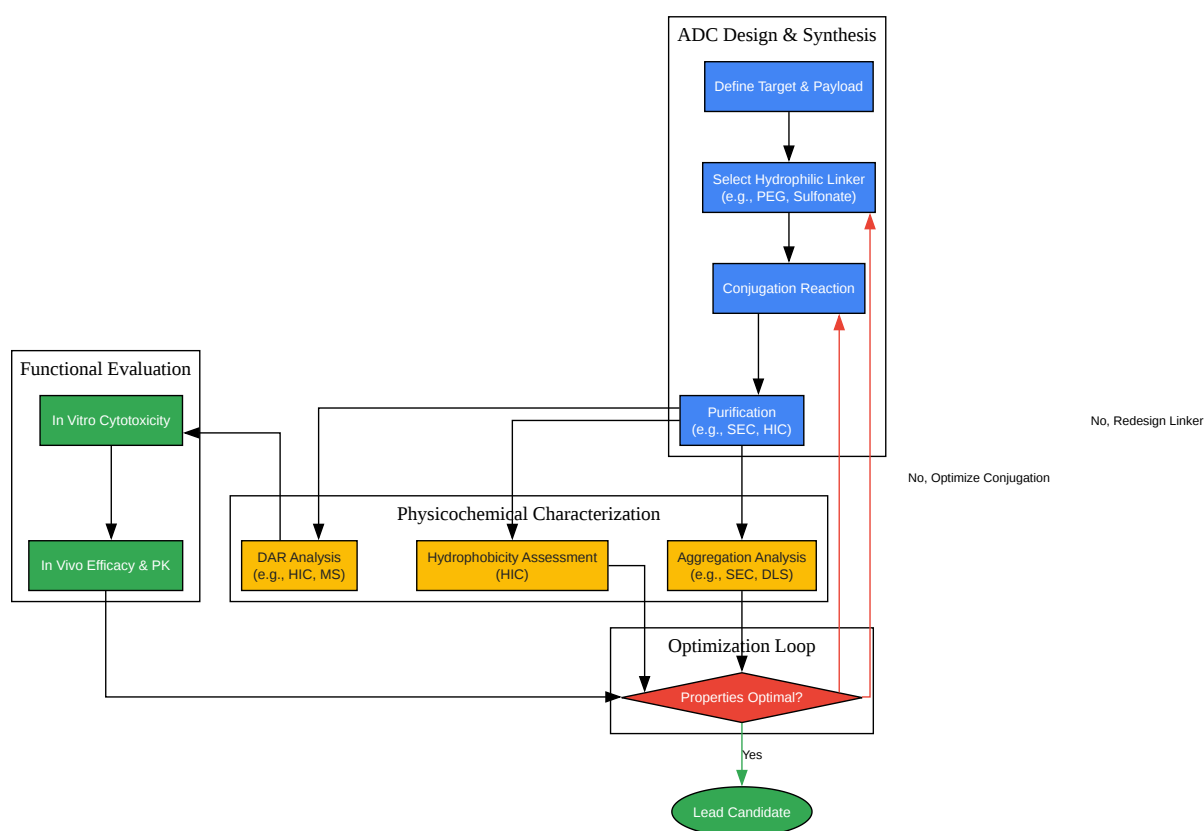 ADC Design & Synthesis
Define Target & Payload
Select Hydrophilic Linker
(e.g., PEG, Sulfonate)
Conjugation Reaction
Functional Evaluation
In Vitro Cytotoxicity
Purification
(e.g., SEC, HIC)
No, Redesign Linker
No, Optimize Conjugation
Physicochemical Characterization
In Vivo Efficacy & PK
DAR Analysis
(e.g., HIC, MS)
Hydrophobicity Assessment
(HIC)
Aggregation Analysis
(e.g., SEC, DLS)
Optimization Loop
Properties Optimal?
Yes
Lead Candidate